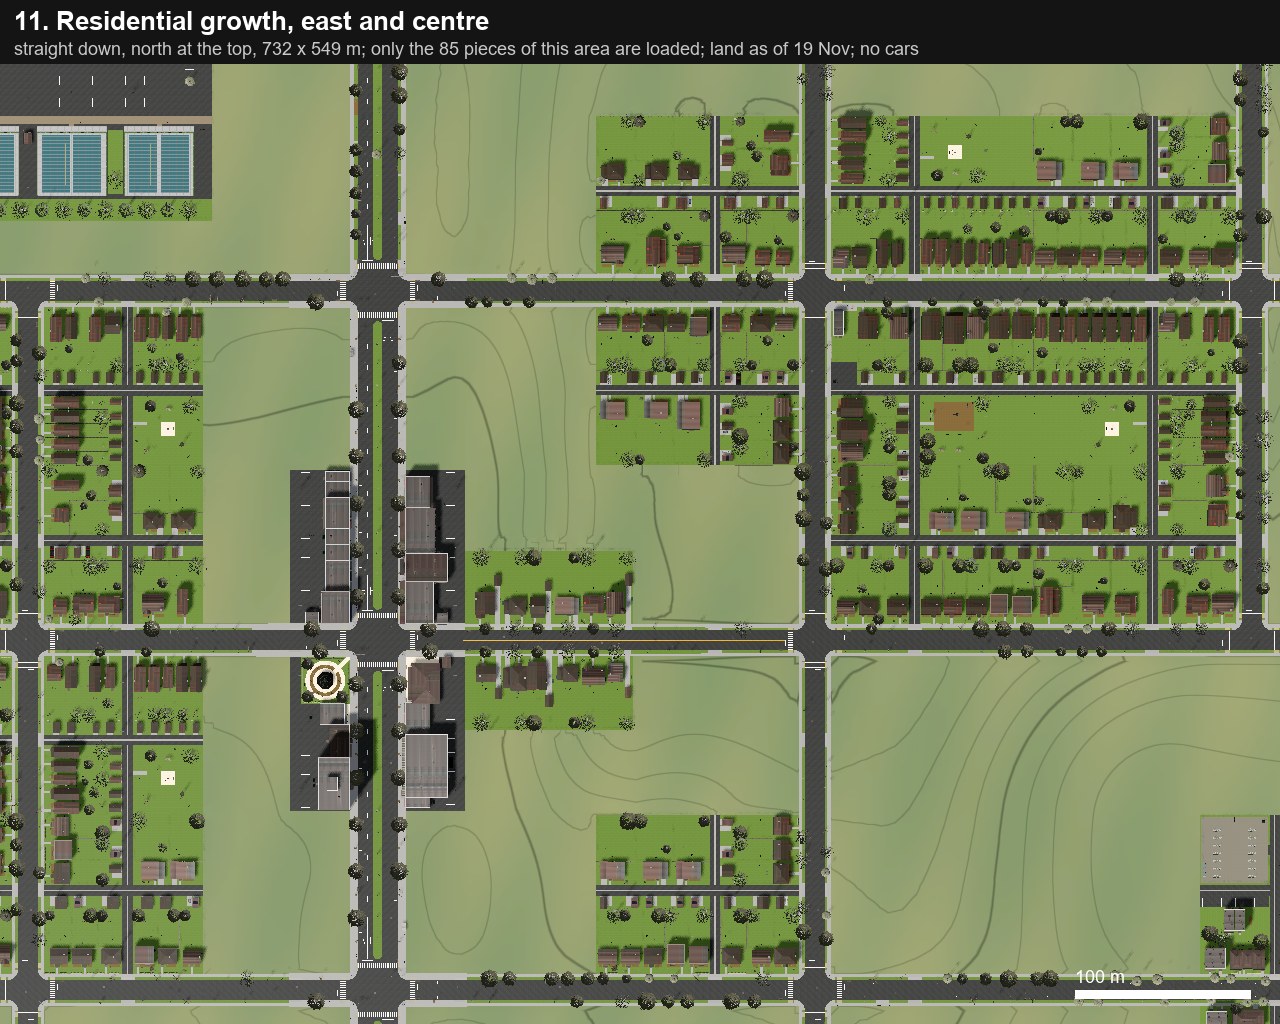 11. Residential growth, east and centre
straight down, north at the top, 732 x 549 m; only the 85 pieces of this area are loaded; land as of 19 Nov; no cars
100 m